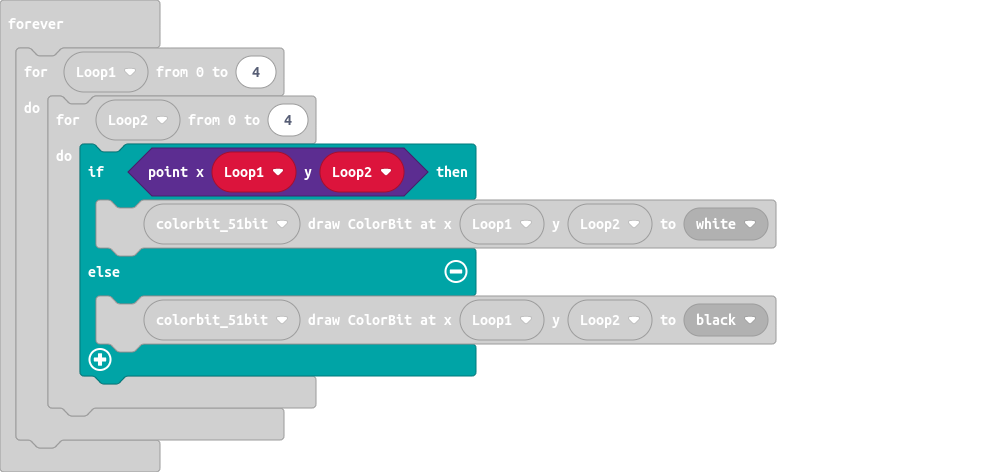 forever
for Loop1 from 0 to 4
do
for Loop2 from 0 to 4
do
if point x Loop1 y Loop2 then
colorbit_51bit draw ColorBit at x Loop1 y Loop2 to white
else
colorbit_51bit draw ColorBit at x Loop1 y Loop2 to black